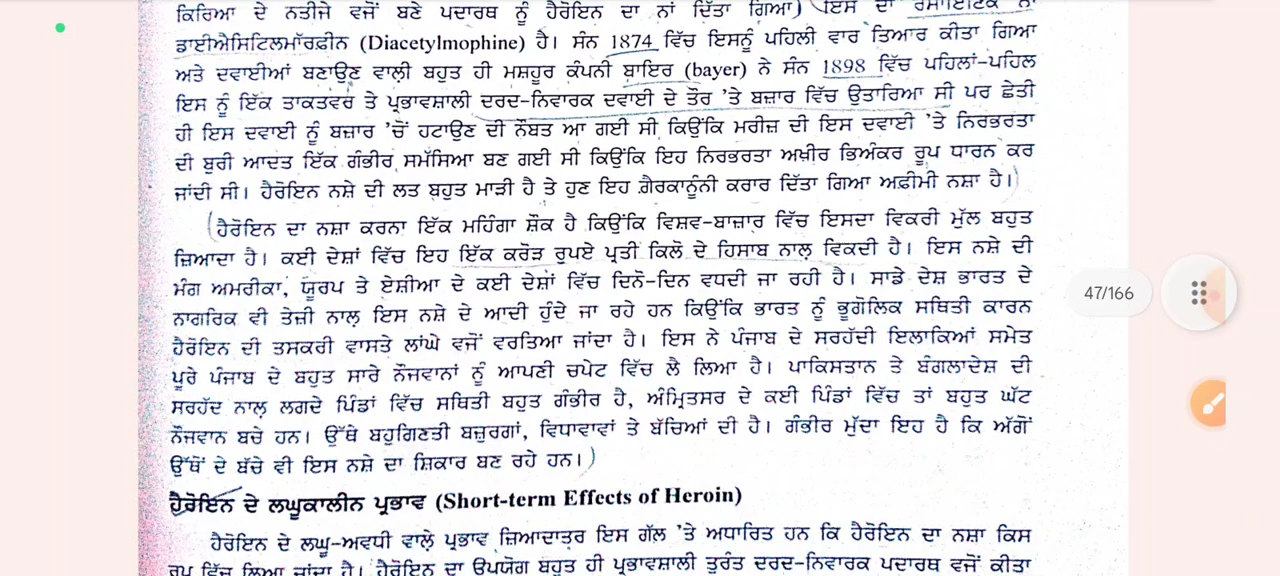 ਕਿਰਿਆ ਦੇ ਨਤੀਜੇ ਵਜੋਂ ਬਣੇ ਪਦਾਰਥ ਨੂੰ ਹੈਰੋਇਨ ਦਾ ਨਾਂ ਦਿੱਤਾ ਗਿਆ) (ਇਸ ਦਾ ਰਸਾਇਣਿਕ ਨਾਂ
ਡਾਈਐਸਿਟਿਲਮਾੱਰਫ਼ੀਨ (Diacetylmophine) ਹੈ। ਸੰਨ 1874 ਵਿੱਚ ਇਸਨੂੰ ਪਹਿਲੀ ਵਾਰ ਤਿਆਰ ਕੀਤਾ ਗਿਆ
ਅਤੇ ਦਵਾਈਆਂ ਬਣਾਉਣ ਵਾਲੀ ਬਹੁਤ ਹੀ ਮਸ਼ਹੂਰ ਕੰਪਨੀ ਬਾਇਰ (bayer) ਨੇ ਸੰਨ 1898 ਵਿੱਚ ਪਹਿਲਾਂ-ਪਹਿਲ
ਇਸ ਨੂੰ ਇੱਕ ਤਾਕਤਵਰ ਤੇ ਪ੍ਰਭਾਵਸ਼ਾਲੀ ਦਰਦ-ਨਿਵਾਰਕ ਦਵਾਈ ਦੇ ਤੌਰ ’ਤੇ ਬਜ਼ਾਰ ਵਿੱਚ ਉਤਾਰਿਆ ਸੀ ਪਰ ਛੇਤੀ
ਹੀ ਇਸ ਦਵਾਈ ਨੂੰ ਬਜ਼ਾਰ ’ਚੋਂ ਹਟਾਉਣ ਦੀ ਨੌਬਤ ਆ ਗਈ ਸੀ ਕਿਉਂਕਿ ਮਰੀਜ਼ ਦੀ ਇਸ ਦਵਾਈ ’ਤੇ ਨਿਰਭਰਤਾ
ਦੀ ਬੁਰੀ ਆਦਤ ਇੱਕ ਗੰਭੀਰ ਸਮੱਸਿਆ ਬਣ ਗਈ ਸੀ ਕਿਉਂਕਿ ਇਹ ਨਿਰਭਰਤਾ ਅਖ਼ੀਰ ਭਿਅੰਕਰ ਰੂਪ ਧਾਰਨ ਕਰ
ਜਾਂਦੀ ਸੀ। ਹੈਰੋਇਨ ਨਸ਼ੇ ਦੀ ਲਤ ਬਹੁਤ ਮਾੜੀ ਹੈ ਤੇ ਹੁਣ ਇਹ ਗ਼ੈਰਕਾਨੂੰਨੀ ਕਰਾਰ ਦਿੱਤਾ ਗਿਆ ਅਫ਼ੀਮੀ ਨਸ਼ਾ ਹੈ।)
(ਹੈਰੋਇਨ ਦਾ ਨਸ਼ਾ ਕਰਨਾ ਇੱਕ ਮਹਿੰਗਾ ਸ਼ੌਕ ਹੈ ਕਿਉਂਕਿ ਵਿਸ਼ਵ-ਬਾਜ਼ਾਰ ਵਿੱਚ ਇਸਦਾ ਵਿਕਰੀ ਮੁੱਲ ਬਹੁਤ
ਜ਼ਿਆਦਾ ਹੈ। ਕਈ ਦੇਸ਼ਾਂ ਵਿੱਚ ਇਹ ਇੱਕ ਕਰੋੜ ਰੁਪਏ ਪ੍ਰਤੀ ਕਿਲੋ ਦੇ ਹਿਸਾਬ ਨਾਲ ਵਿਕਦੀ ਹੈ। ਇਸ ਨਸ਼ੇ ਦੀ
ਮੰਗ ਅਮਰੀਕਾ, ਯੂਰਪ ਤੇ ਏਸ਼ੀਆ ਦੇ ਕਈ ਦੇਸ਼ਾਂ ਵਿੱਚ ਦਿਨੋ-ਦਿਨ ਵਧਦੀ ਜਾ ਰਹੀ ਹੈ। ਸਾਡੇ ਦੇਸ਼ ਭਾਰਤ ਦੇ
ਨਾਗਰਿਕ ਵੀ ਤੇਜ਼ੀ ਨਾਲ ਇਸ ਨਸ਼ੇ ਦੇ ਆਦੀ ਹੁੰਦੇ ਜਾ ਰਹੇ ਹਨ ਕਿਉਂਕਿ ਭਾਰਤ ਨੂੰ ਭੂਗੋਲਿਕ ਸਥਿਤੀ ਕਾਰਨ
ਹੈਰੋਇਨ ਦੀ ਤਸਕਰੀ ਵਾਸਤੇ ਲਾਂਘੇ ਵਜੋਂ ਵਰਤਿਆ ਜਾਂਦਾ ਹੈ। ਇਸ ਨੇ ਪੰਜਾਬ ਦੇ ਸਰਹੱਦੀ ਇਲਾਕਿਆਂ ਸਮੇਤ
ਪੂਰੇ ਪੰਜਾਬ ਦੇ ਬਹੁਤ ਸਾਰੇ ਨੌਜਵਾਨਾਂ ਨੂੰ ਆਪਣੀ ਚਪੇਟ ਵਿੱਚ ਲੈ ਲਿਆ ਹੈ। ਪਾਕਿਸਤਾਨ ਤੇ ਬੰਗਲਾਦੇਸ਼ ਦੀ
ਸਰਹੱਦ ਨਾਲ ਲਗਦੇ ਪਿੰਡਾਂ ਵਿੱਚ ਸਥਿਤੀ ਬਹੁਤ ਗੰਭੀਰ ਹੈ, ਅੰਮ੍ਰਿਤਸਰ ਦੇ ਕਈ ਪਿੰਡਾਂ ਵਿੱਚ ਤਾਂ ਬਹੁਤ ਘੱਟ
ਨੌਜਵਾਨ ਬਚੇ ਹਨ। ਉੱਥੇ ਬਹੁਗਿਣਤੀ ਬਜ਼ੁਰਗਾਂ, ਵਿਧਾਵਾਵਾਂ ਤੇ ਬੱਚਿਆਂ ਦੀ ਹੈ। ਗੰਭੀਰ ਮੁੱਦਾ ਇਹ ਹੈ ਕਿ ਅੱਗੋਂ
ਉੱਥੋਂ ਦੇ ਬੱਚੇ ਵੀ ਇਸ ਨਸ਼ੇ ਦਾ ਸ਼ਿਕਾਰ ਬਣ ਰਹੇ ਹਨ।)
ਹੈਰੋਇਨ ਦੇ ਲਘੂਕਾਲੀਨ ਪ੍ਰਭਾਵ (Short-term Effects of Heroin)
ਹੈਰੋਇਨ ਦੇ ਲਘੂ-ਅਵਧੀ ਵਾਲੇ ਪ੍ਰਭਾਵ ਜ਼ਿਆਦਾਤਰ ਇਸ ਗੱਲ ’ਤੇ ਅਧਾਰਿਤ ਹਨ ਕਿ ਹੈਰੋਇਨ ਦਾ ਨਸ਼ਾ ਕਿਸ
ਰੂਪ ਵਿੱਚ ਲਿਆ ਜਾਂਦਾ ਹੈ। ਹੈਰੋਇਨ ਦਾ ਉਪਯੋਗ ਬਹੁਤ ਹੀ ਪ੍ਰਭਾਵਸ਼ਾਲੀ ਤੁਰੰਤ ਦਰਦ-ਨਿਵਾਰਕ ਪਦਾਰਥ ਵਜੋਂ ਕੀਤਾ
47/166